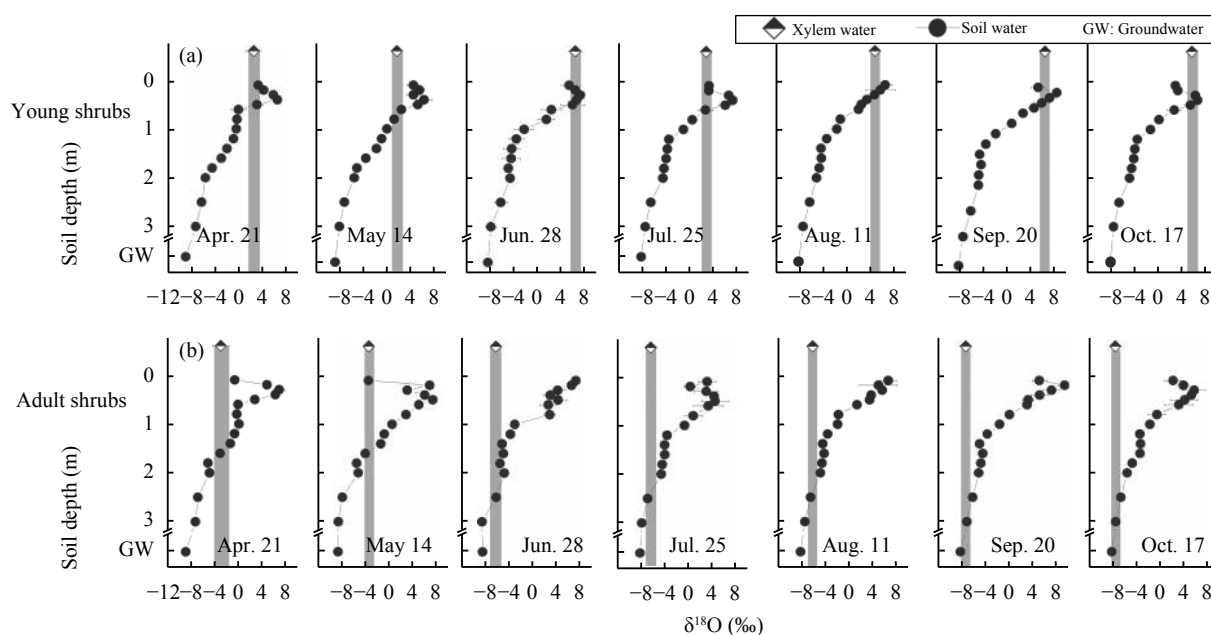 Xylem water Soil water GW: Groundwater
(a)
Young shrubs
Soil depth (m)
0
1
2
3
GW
Apr. 21 May 14 Jun. 28 Jul. 25 Aug. 11 Sep. 20 Oct. 17
−12 −8 −4 0 4 8 −8 −4 0 4 8 −8 −4 0 4 8 −8 −4 0 4 8 −8 −4 0 4 8 −8 −4 0 4 8 −8 −4 0 4 8
(b)
Adult shrubs
Soil depth (m)
0
1
2
3
GW
Apr. 21 May 14 Jun. 28 Jul. 25 Aug. 11 Sep. 20 Oct. 17
−12 −8 −4 0 4 8 −8 −4 0 4 8 −8 −4 0 4 8 −8 −4 0 4 8 −8 −4 0 4 8 −8 −4 0 4 8 −8 −4 0 4 8
δ¹⁸O (‰)